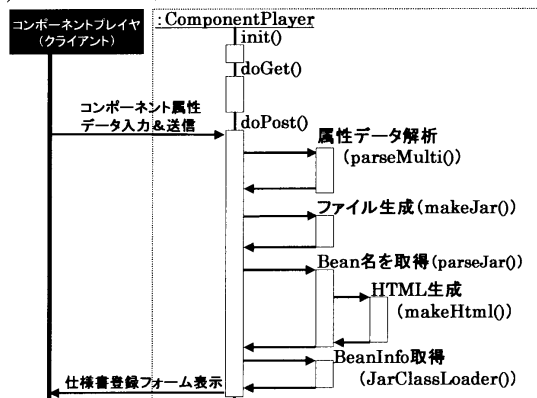 コンポーネントプレイヤ
(クライアント)
:ComponentPlayer
init()
doGet()
コンポーネント属性
データ入力&送信
doPost()
属性データ解析
(parseMulti())
ファイル生成(makeJar())
Bean名を取得(parseJar())
HTML生成
(makeHtml())
BeanInfo取得
(JarClassLoader())
仕様書登録フォーム表示